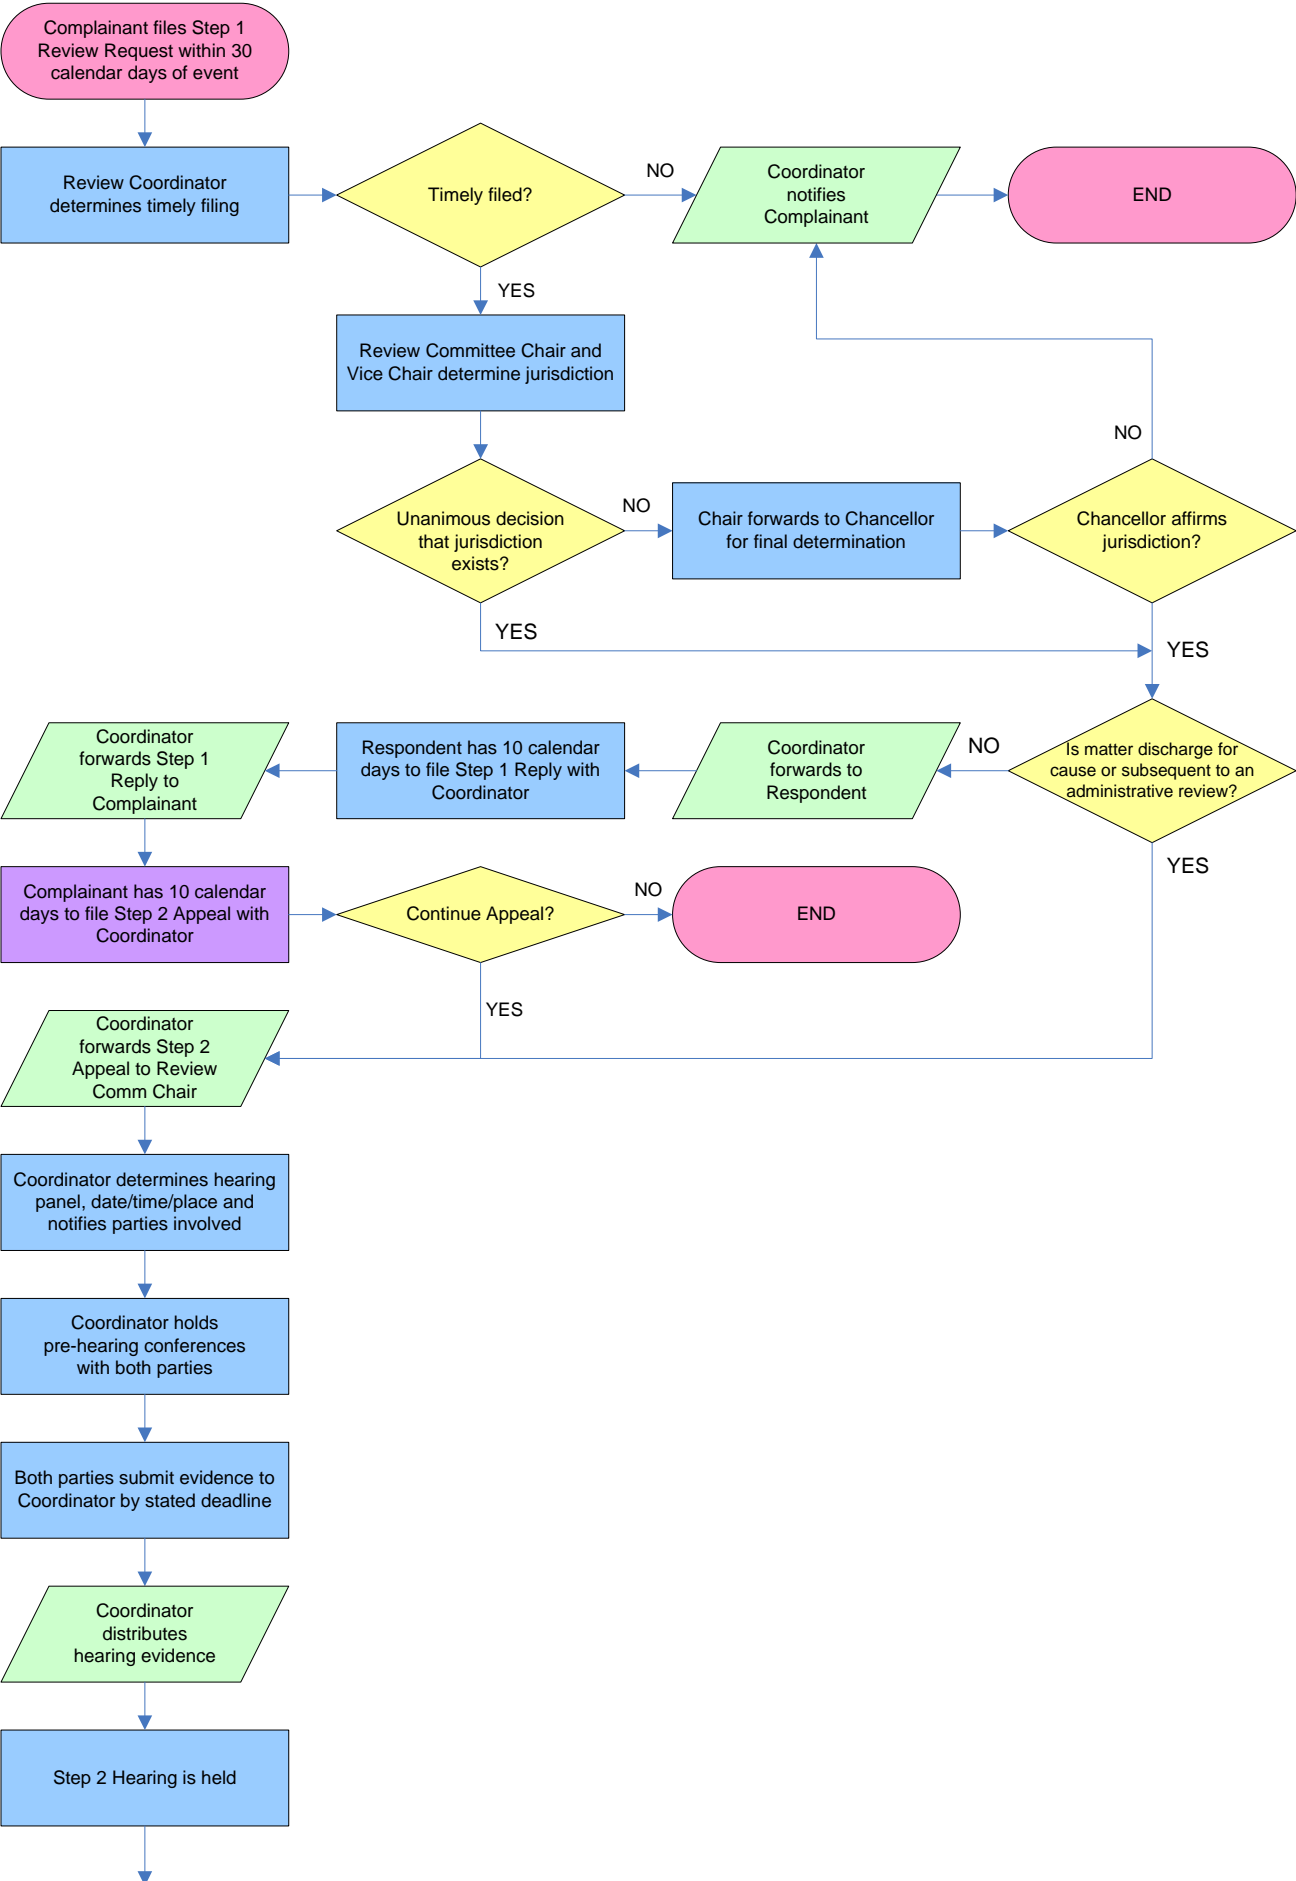 Complainant files Step 1
Review Request within 30
calendar days of event
Review Coordinator
determines timely filing
Timely filed?
NO
Coordinator
notifies
Complainant
END
YES
Review Committee Chair and
Vice Chair determine jurisdiction
NO
Unanimous decision
that jurisdiction
exists?
NO
Chair forwards to Chancellor
for final determination
Chancellor affirms
jurisdiction?
YES
YES
Coordinator
forwards Step 1
Reply to
Complainant
Respondent has 10 calendar
days to file Step 1 Reply with
Coordinator
Coordinator
forwards to
Respondent
NO
Is matter discharge for
cause or subsequent to an
administrative review?
YES
Complainant has 10 calendar
days to file Step 2 Appeal with
Coordinator
Continue Appeal?
NO
END
YES
Coordinator
forwards Step 2
Appeal to Review
Comm Chair
Coordinator determines hearing
panel, date/time/place and
notifies parties involved
Coordinator holds
pre-hearing conferences
with both parties
Both parties submit evidence to
Coordinator by stated deadline
Coordinator
distributes
hearing evidence
Step 2 Hearing is held